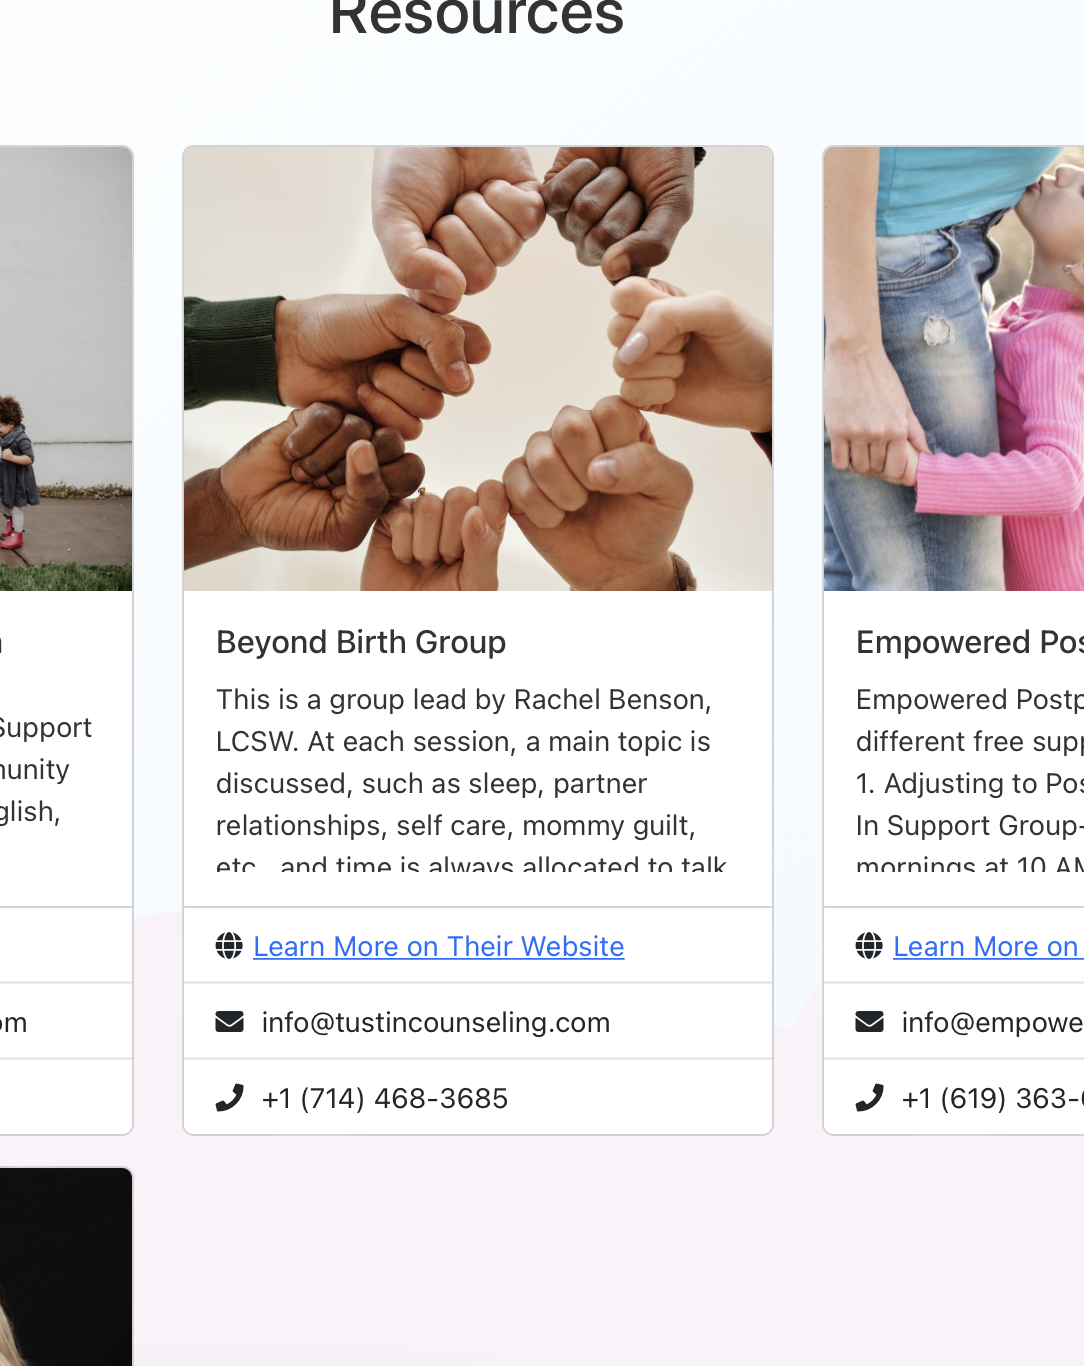 Resources
Support
glish,
om
Beyond Birth Group
This is a group lead by Rachel Benson,
LCSW. At each session, a main topic is
discussed, such as sleep, partner
relationships, self care, mommy guilt,
etc., and time is always allocated to talk
Learn More on Their Website
info@tustincounseling.com
+1 (714) 468-3685
Empowered Pos
Empowered Postp
different free supp
1. Adjusting to Pos
In Support Group-
mornings at 10 AM
Learn More on
info@empowe
+1 (619) 363-